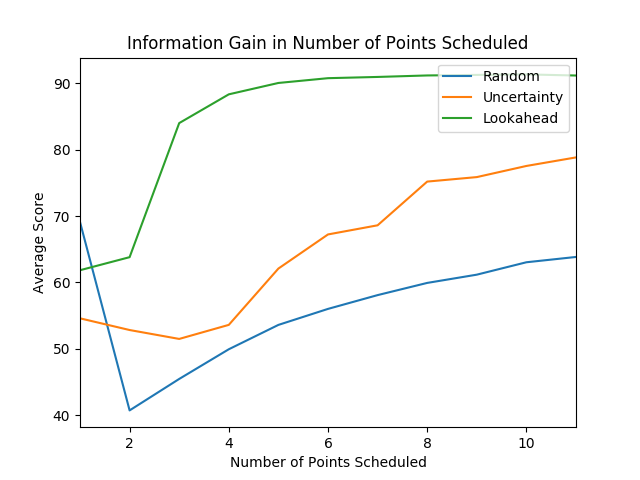 Information Gain in Number of Points Scheduled
Random
Uncertainty
Lookahead
90
80
70
60
50
40
Average Score
2 4 6 8 10
Number of Points Scheduled